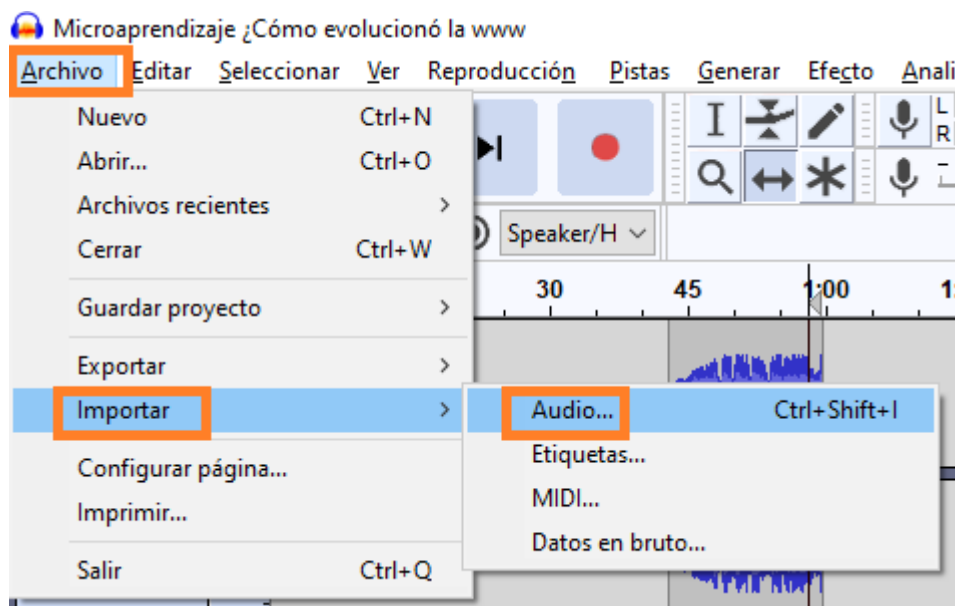 Microaprendizaje ¿Cómo evolucionó la www
Archivo Editar Seleccionar Ver Reproducción Pistas Generar Efecto Anali
Nuevo Ctrl+N
Abrir... Ctrl+O
Archivos recientes
Cerrar Ctrl+W
Guardar proyecto
Exportar
Importar
Configurar página...
Imprimir...
Salir Ctrl+Q
L
R
Speaker/H
30 45 1:00 1:
Audio... Ctrl+Shift+I
Etiquetas...
MIDI...
Datos en bruto...